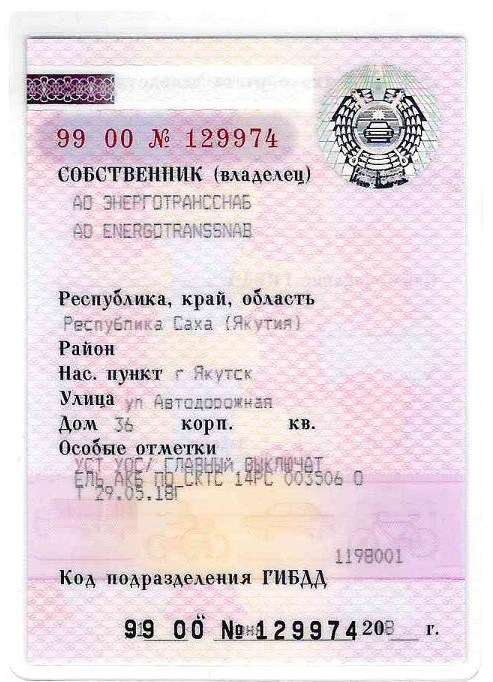 99 00 № 129974
СОБСТВЕННИК (владелец)
АО ЭНЕРГОТРАНССНАБ
AO ENERGOTRANSSNAB
Республика, край, область
Республика Саха (Якутия)
Район
Нас. пункт г Якутск
Улица ул Автодорожная
Дом 36 корп. кв.
Особые отметки
УСТ УОС/ ГЛАВНЫЙ ВЫКЛЮЧАТ
ЕЛЬ АКБ ПО СКТС 14РС 003506 О
Т 29.05.18Г
1198001
Код подразделения ГИБДД
99 00 № 129974 20 8 г.